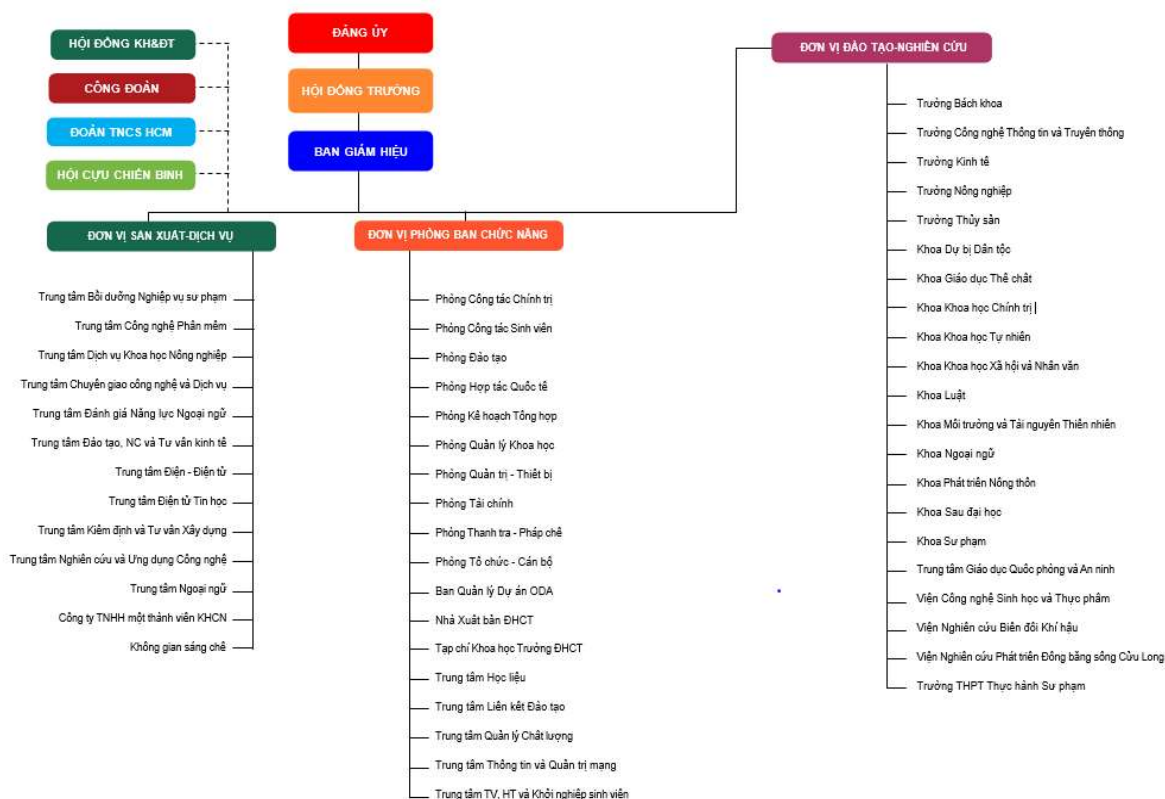 HỘI ĐỒNG KH&ĐT
CÔNG ĐOÀN
ĐOÀN TNCS HCM
HỘI CỰU CHIẾN BINH
ĐẢNG ỦY
HỘI ĐỒNG TRƯỜNG
BAN GIÁM HIỆU
ĐƠN VỊ SẢN XUẤT-DỊCH VỤ
Trung tâm Bồi dưỡng Nghiệp vụ sư phạm
Trung tâm Công nghệ Phần mềm
Trung tâm Dịch vụ Khoa học Nông nghiệp
Trung tâm Chuyển giao công nghệ và Dịch vụ
Trung tâm Đánh giá Năng lực Ngoại ngữ
Trung tâm Đào tạo, NC và Tư vấn kinh tế
Trung tâm Điện - Điện tử
Trung tâm Điện tử Tin học
Trung tâm Kiểm định và Tư vấn Xây dựng
Trung tâm Nghiên cứu và Ứng dụng Công nghệ
Trung tâm Ngoại ngữ
Công ty TNHH một thành viên KHCN
Không gian sáng chế
ĐƠN VỊ PHÒNG BAN CHỨC NĂNG
Phòng Công tác Chính trị
Phòng Công tác Sinh viên
Phòng Đào tạo
Phòng Hợp tác Quốc tế
Phòng Kế hoạch Tổng hợp
Phòng Quản lý Khoa học
Phòng Quản trị - Thiết bị
Phòng Tài chính
Phòng Thanh tra - Pháp chế
Phòng Tổ chức - Cán bộ
Ban Quản lý Dự án ODA
Nhà Xuất bản ĐHCT
Tạp chí Khoa học Trường ĐHCT
Trung tâm Học liệu
Trung tâm Liên kết Đào tạo
Trung tâm Quản lý Chất lượng
Trung tâm Thông tin và Quản trị mạng
Trung tâm TV, HT và Khởi nghiệp sinh viên
ĐƠN VỊ ĐÀO TẠO-NGHIÊN CỨU
Trường Bách khoa
Trường Công nghệ Thông tin và Truyền thông
Trường Kinh tế
Trường Nông nghiệp
Trường Thủy sản
Khoa Dự bị Dân tộc
Khoa Giáo dục Thể chất
Khoa Khoa học Chính trị
Khoa Khoa học Tự nhiên
Khoa Khoa học Xã hội và Nhân văn
Khoa Luật
Khoa Môi trường và Tài nguyên Thiên nhiên
Khoa Ngoại ngữ
Khoa Phát triển Nông thôn
Khoa Sau đại học
Khoa Sư phạm
Trung tâm Giáo dục Quốc phòng và An ninh
Viện Công nghệ Sinh học và Thực phẩm
Viện Nghiên cứu Biến đổi Khí hậu
Viện Nghiên cứu Phát triển Đồng bằng sông Cửu Long
Trường THPT Thực hành Sư phạm